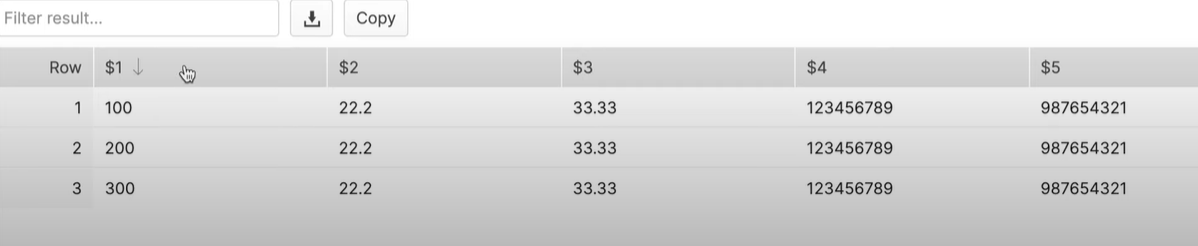 Filter result... Copy
Row $1 ↓ $2 $3 $4 $5
1 100 22.2 33.33 123456789 987654321
2 200 22.2 33.33 123456789 987654321
3 300 22.2 33.33 123456789 987654321